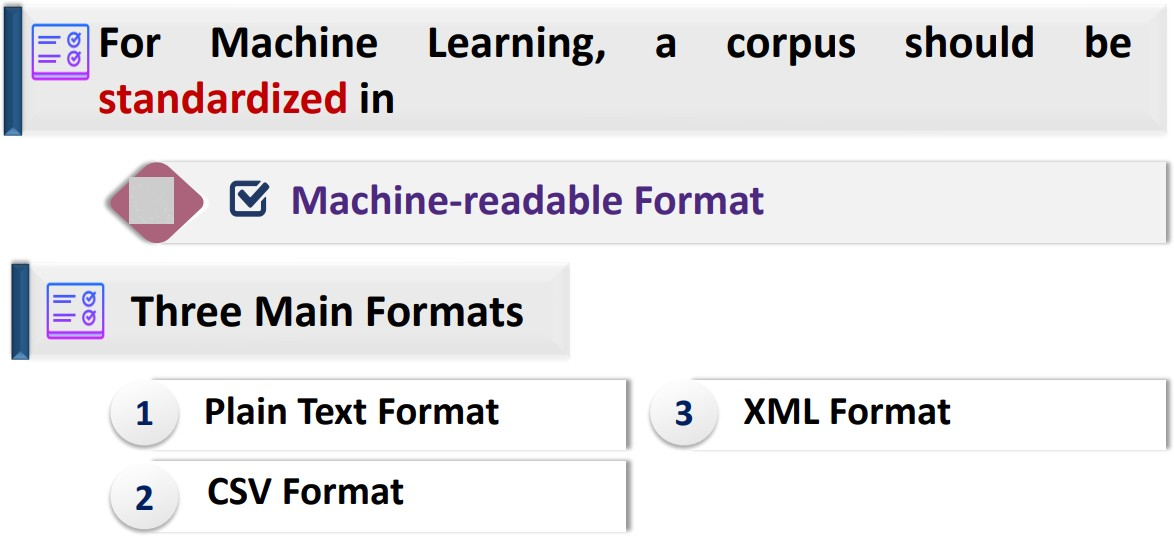 For Machine Learning, a corpus should be
standardized in
Machine-readable Format
Three Main Formats
1 Plain Text Format
2 CSV Format
3 XML Format